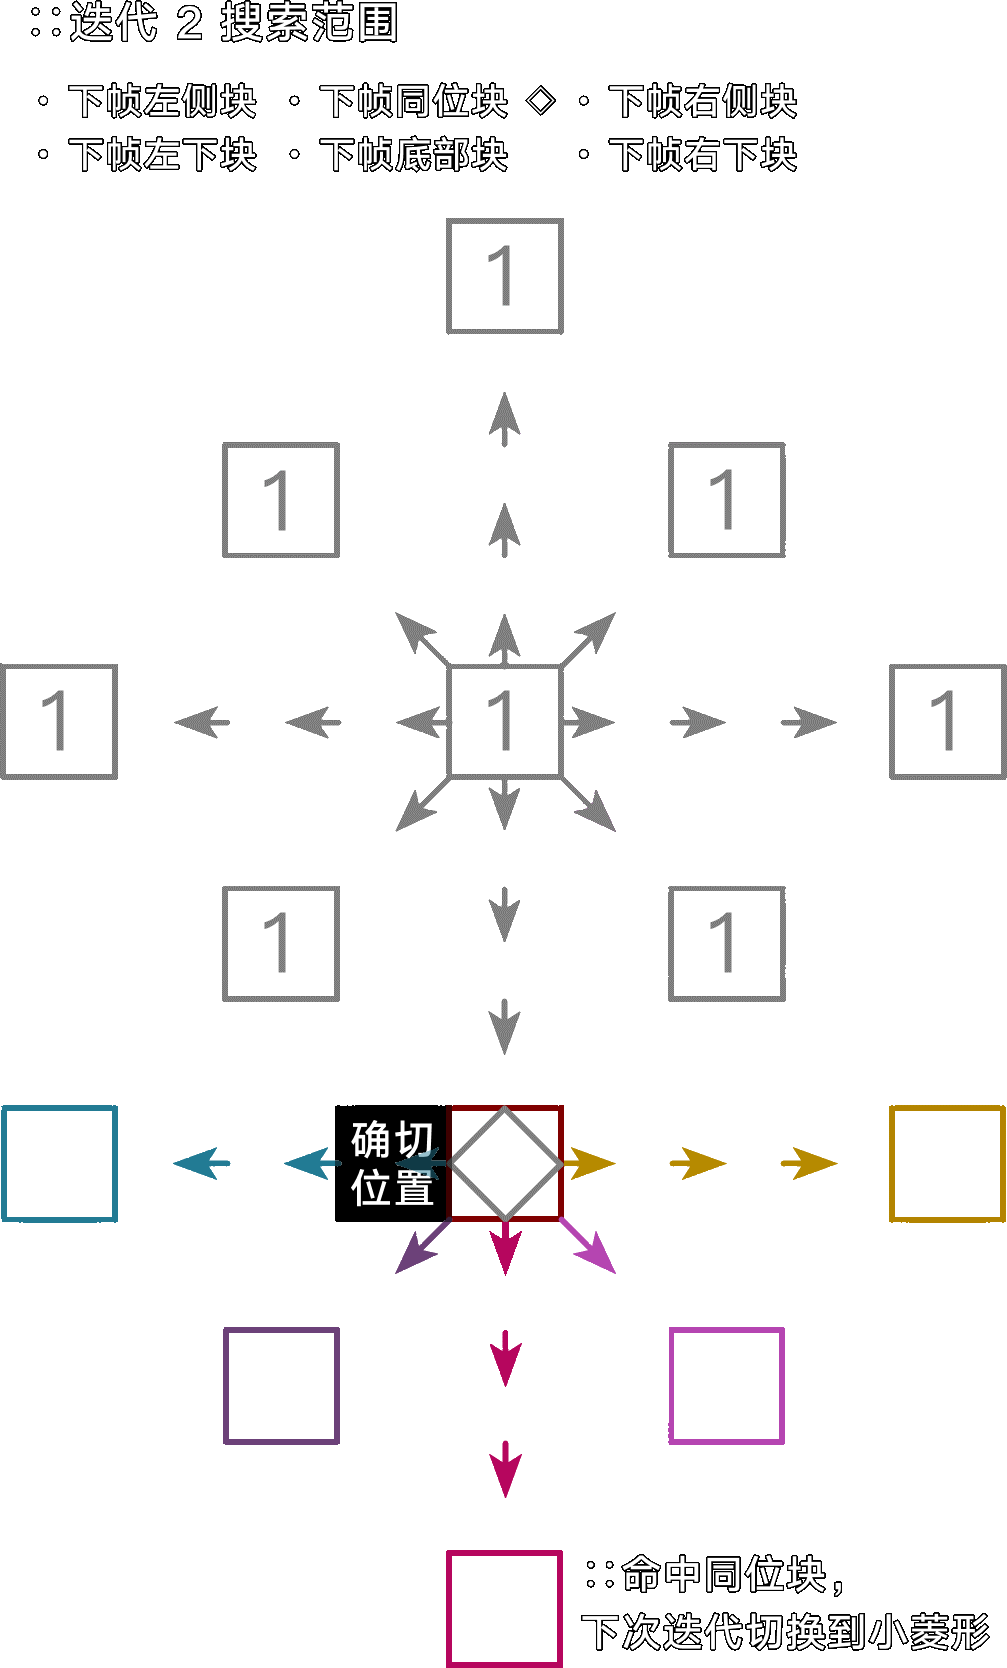 ::迭代 2 搜索范围
· 下帧左侧块 · 下帧同位块 ◇ · 下帧右侧块
· 下帧左下块 · 下帧底部块 · 下帧右下块
1
1 1
1 1 1
1 1
确切
位置
::命中同位块，
下次迭代切换到小菱形